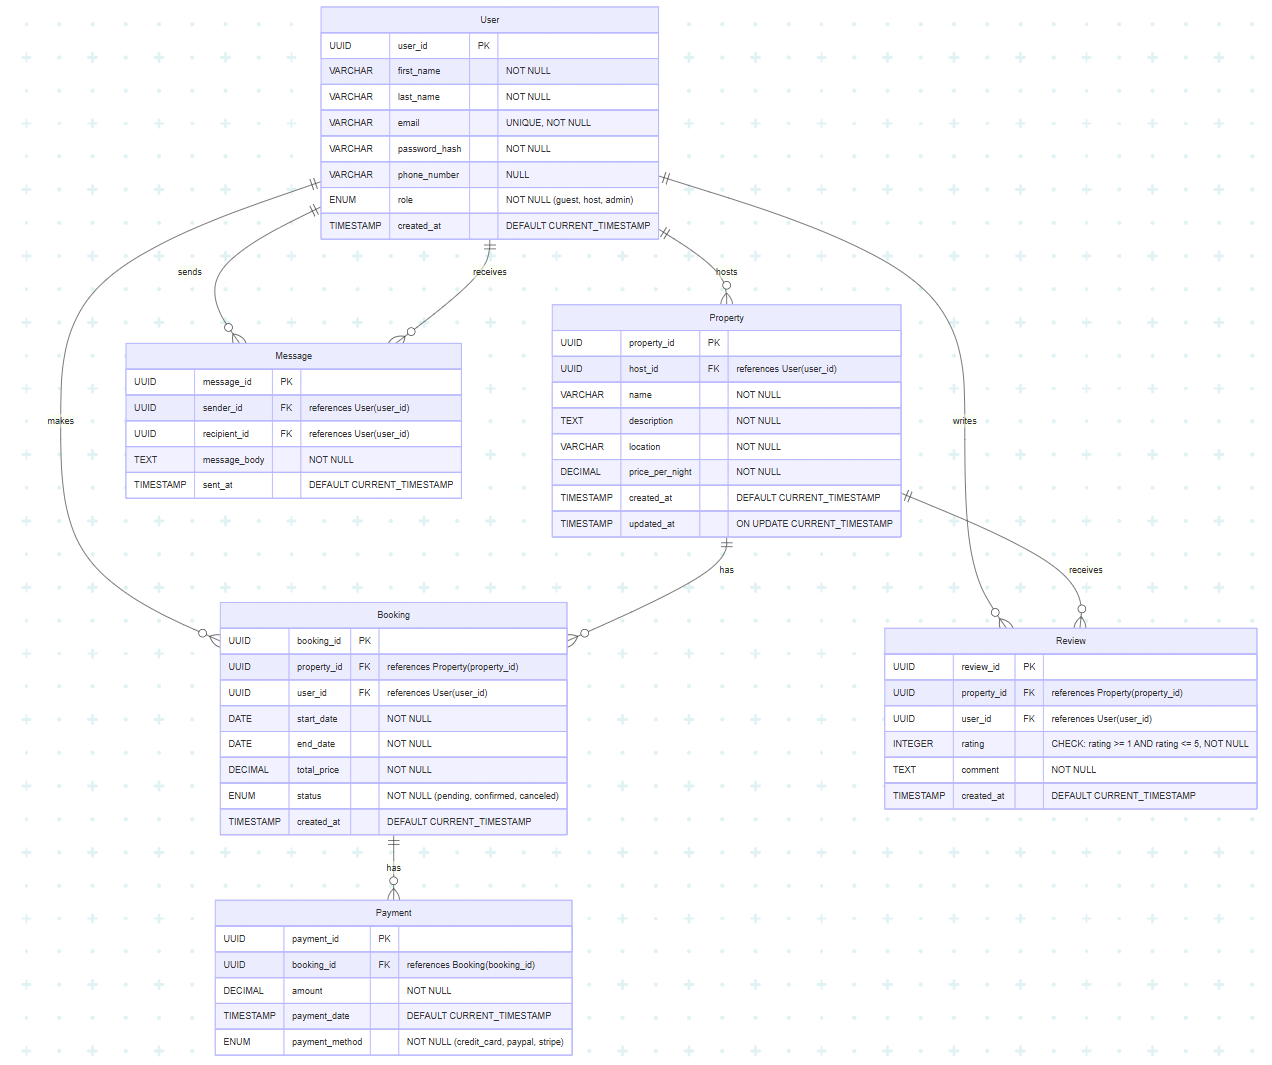 User
UUID user_id PK
VARCHAR first_name NOT NULL
VARCHAR last_name NOT NULL
VARCHAR email UNIQUE, NOT NULL
VARCHAR password_hash NOT NULL
VARCHAR phone_number NULL
ENUM role NOT NULL (guest, host, admin)
TIMESTAMP created_at DEFAULT CURRENT_TIMESTAMP
sends
receives
hosts
makes
writes
Message
UUID message_id PK
UUID sender_id FK references User(user_id)
UUID recipient_id FK references User(user_id)
TEXT message_body NOT NULL
TIMESTAMP sent_at DEFAULT CURRENT_TIMESTAMP
Property
UUID property_id PK
UUID host_id FK references User(user_id)
VARCHAR name NOT NULL
TEXT description NOT NULL
VARCHAR location NOT NULL
DECIMAL price_per_night NOT NULL
TIMESTAMP created_at DEFAULT CURRENT_TIMESTAMP
TIMESTAMP updated_at ON UPDATE CURRENT_TIMESTAMP
has
receives
Booking
UUID booking_id PK
UUID property_id FK references Property(property_id)
UUID user_id FK references User(user_id)
DATE start_date NOT NULL
DATE end_date NOT NULL
DECIMAL total_price NOT NULL
ENUM status NOT NULL (pending, confirmed, canceled)
TIMESTAMP created_at DEFAULT CURRENT_TIMESTAMP
Review
UUID review_id PK
UUID property_id FK references Property(property_id)
UUID user_id FK references User(user_id)
INTEGER rating CHECK: rating >= 1 AND rating <= 5, NOT NULL
TEXT comment NOT NULL
TIMESTAMP created_at DEFAULT CURRENT_TIMESTAMP
has
Payment
UUID payment_id PK
UUID booking_id FK references Booking(booking_id)
DECIMAL amount NOT NULL
TIMESTAMP payment_date DEFAULT CURRENT_TIMESTAMP
ENUM payment_method NOT NULL (credit_card, paypal, stripe)